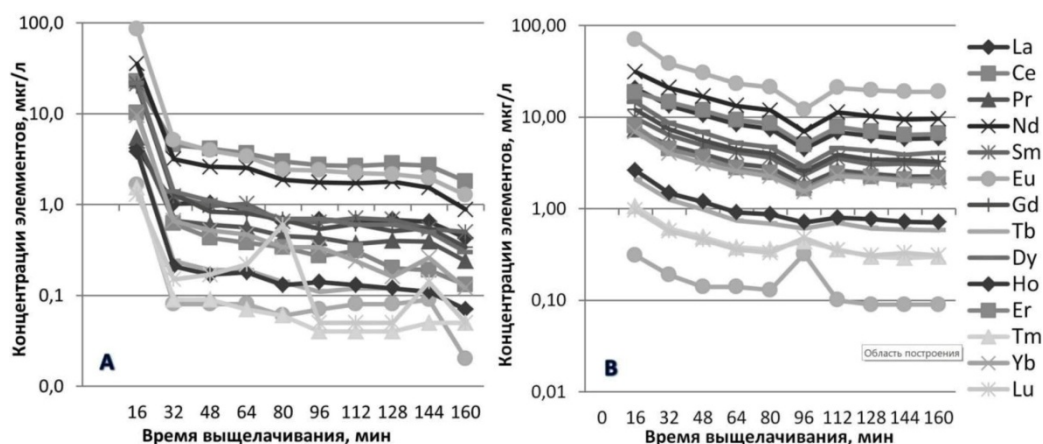 Концентрации элемиентов, мкг/л
100,0
10,0
1,0
0,1
0,0
A
16 32 48 64 80 96 112 128 144 160
Время выщелачивания, мин
Концентрации элементов, мкг/л
100,00
10,00
1,00
0,10
0,01
B
Область построения
0 16 32 48 64 80 96 112 128 144 160
Время выщелачивания, мин
La
Ce
Pr
Nd
Sm
Eu
Gd
Tb
Dy
Ho
Er
Tm
Yb
Lu